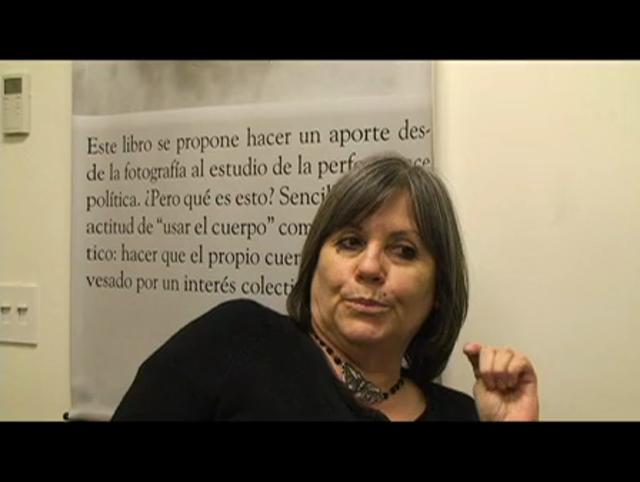 Este libro se propone hacer un aporte des-
de la fotografía al estudio de la perf
política. ¿Pero qué es esto? Sencil
actitud de “usar el cuerpo” com
tico: hacer que el propio cuer
vesado por un interés colecti